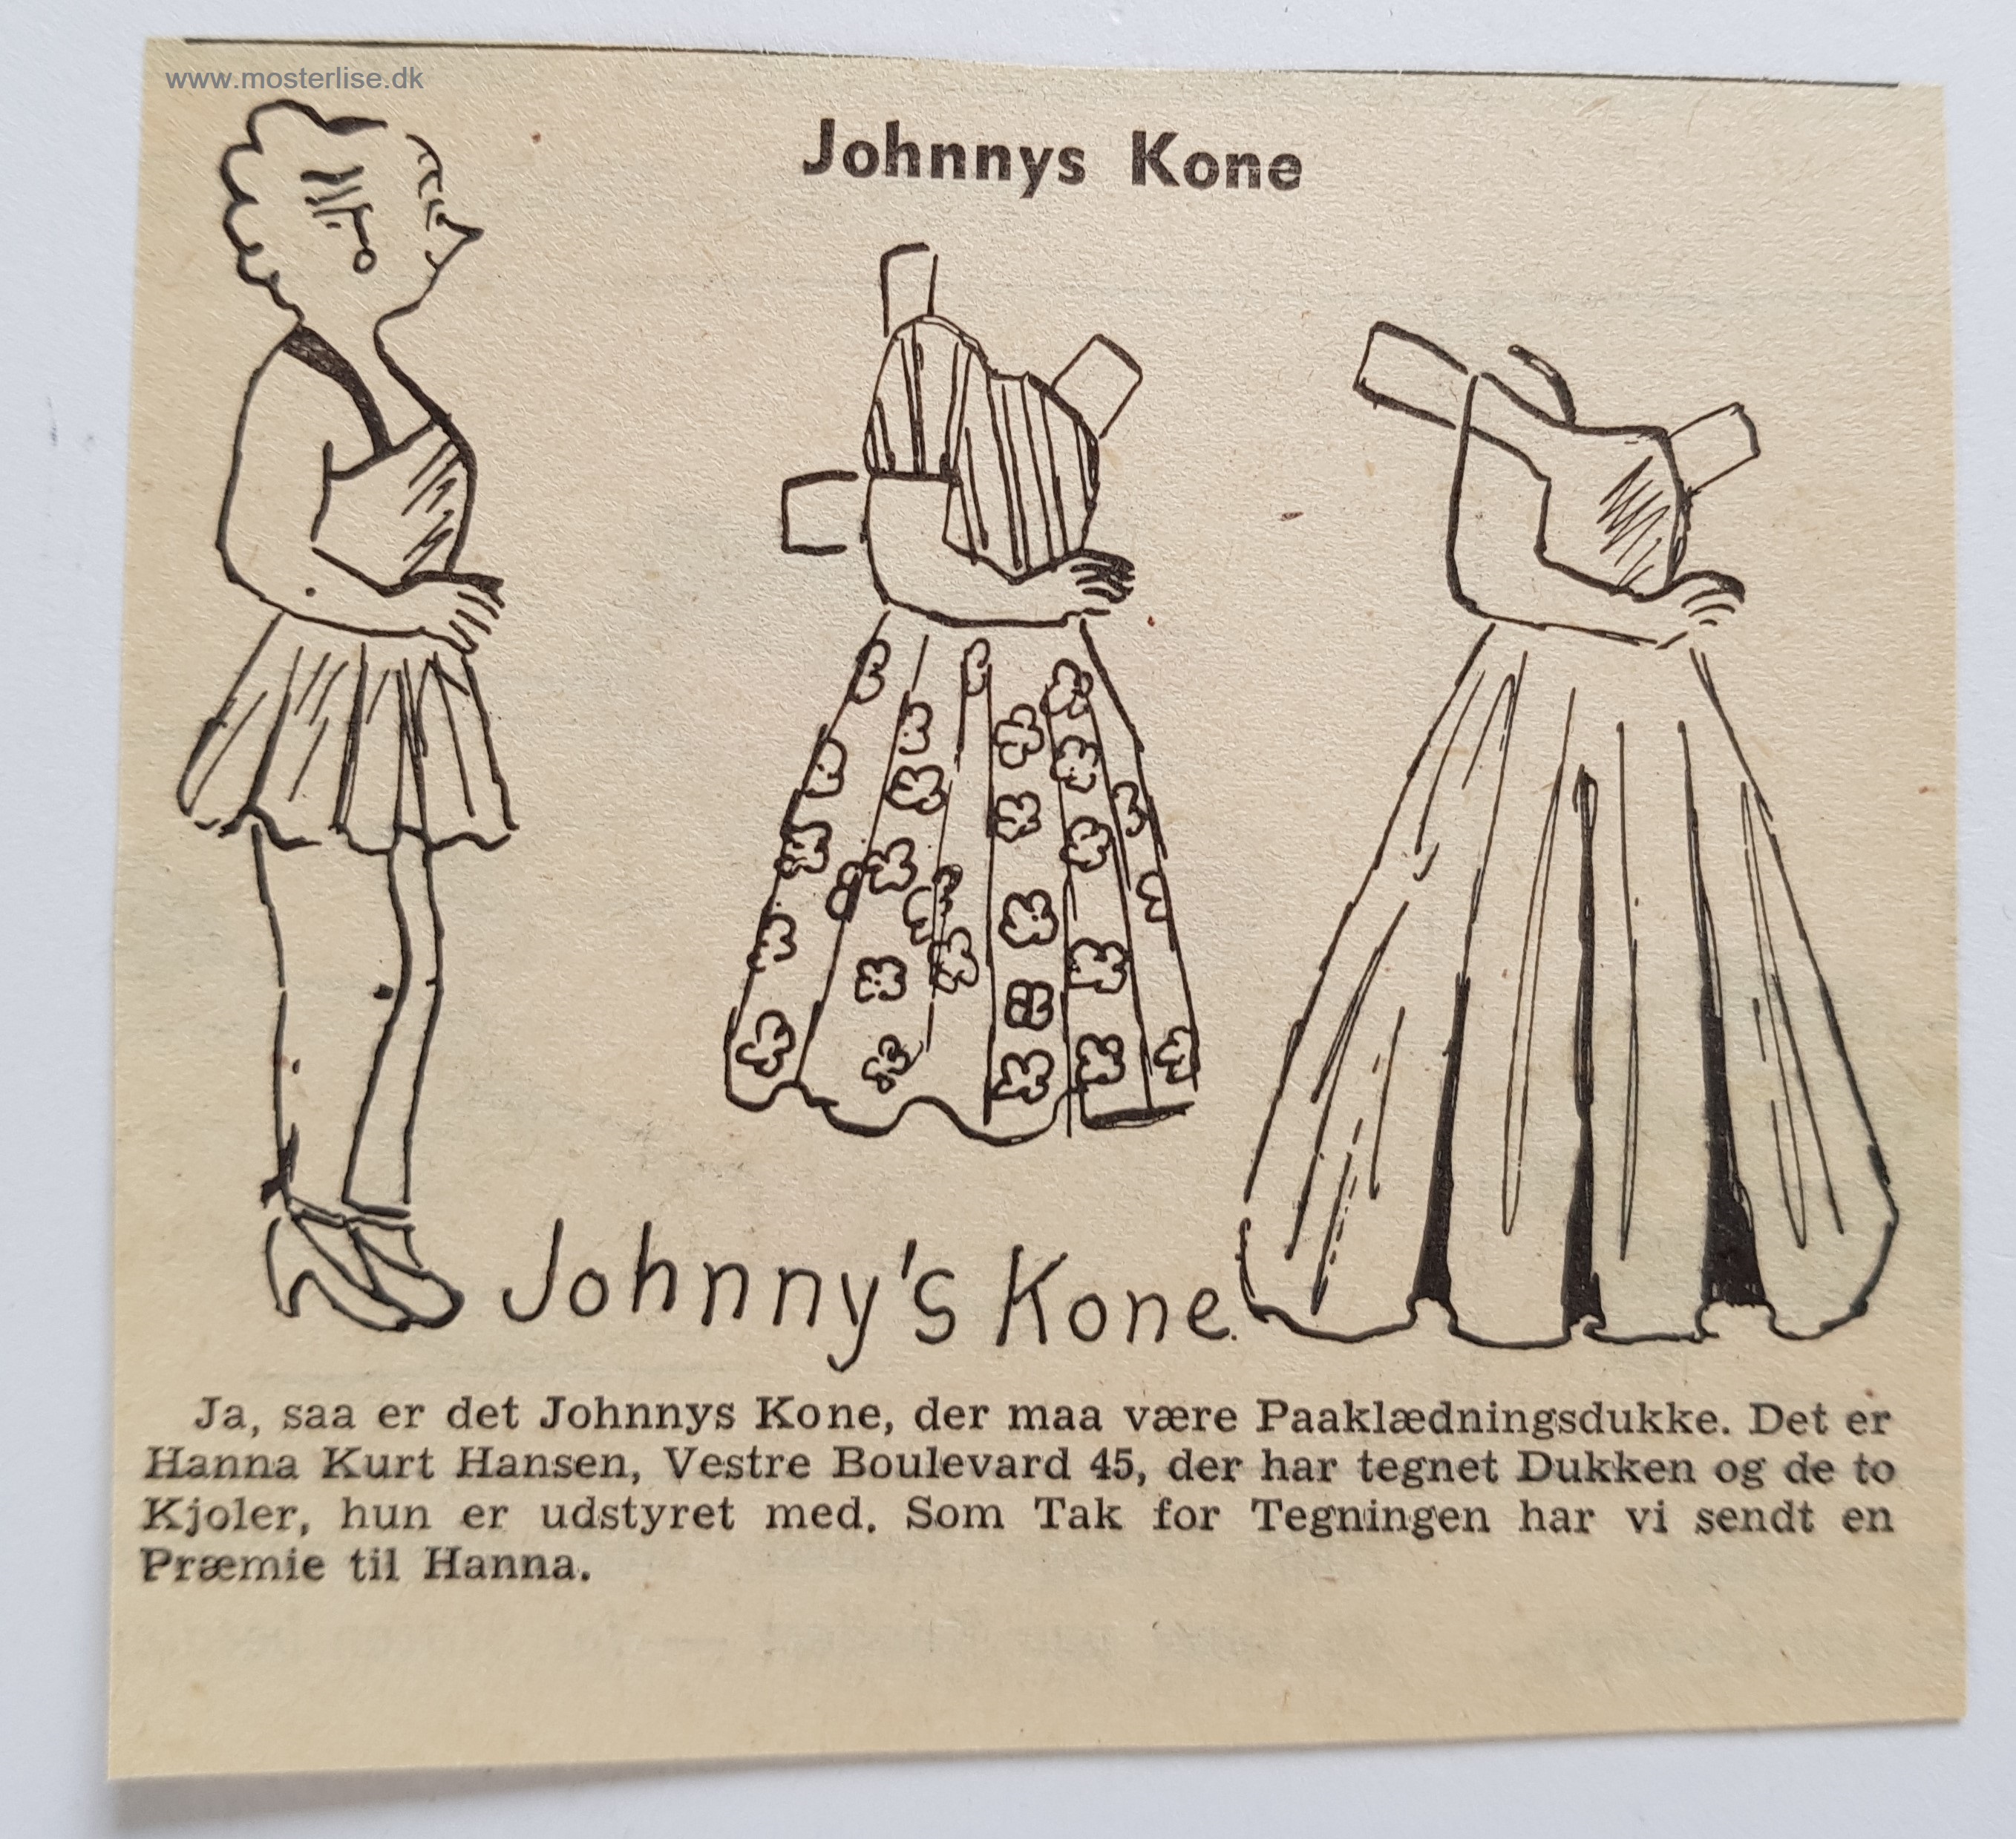 www.mosterlise.dk
Johnnys Kone
Johnny's Kone.
Ja, saa er det Johnnys Kone, der maa være Paaklædningsdukke. Det er
Hanna Kurt Hansen, Vestre Boulevard 45, der har tegnet Dukken og de to
Kjoler, hun er udstyret med. Som Tak for Tegningen har vi sendt en
Præmie til Hanna.